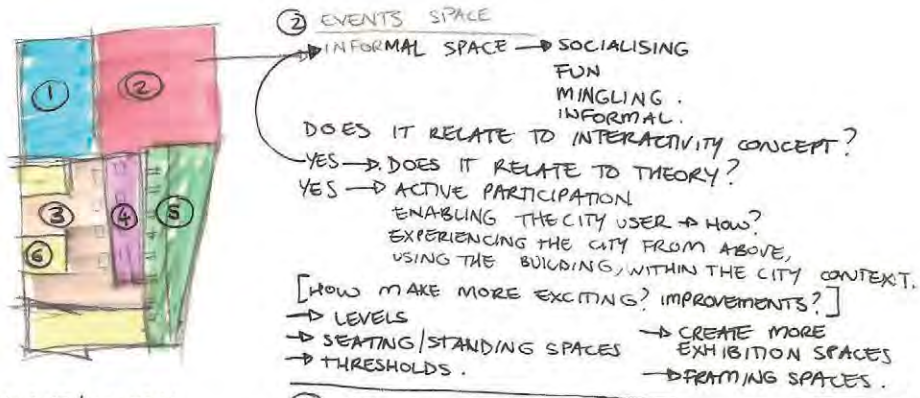 ② EVENTS SPACE
INFORMAL SPACE → SOCIALISING
FUN
MINGLING.
INFORMAL.
DOES IT RELATE TO INTERACTIVITY CONCEPT?
YES → DOES IT RELATE TO THEORY?
YES → ACTIVE PARTICIPATION
ENABLING THE CITY USER → HOW?
EXPERIENCING THE CITY FROM ABOVE,
USING THE BUILDING, WITHIN THE CITY CONTEXT.
[HOW MAKE MORE EXCITING? IMPROVEMENTS?]
→ LEVELS
→ SEATING/STANDING SPACES
→ THRESHOLDS.
→ CREATE MORE
EXHIBITION SPACES
→ FRAMING SPACES.
①
②
③
④
⑤
⑥